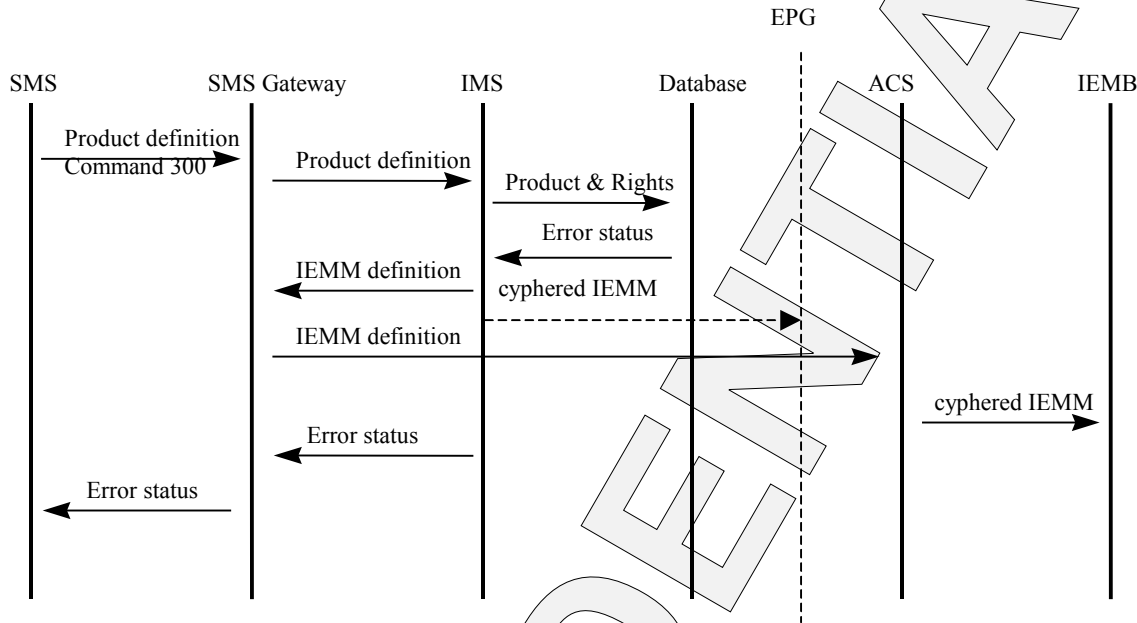 EPG
SMS
SMS Gateway
IMS
Database
ACS
IEMB
Product definition
Command 300
Product definition
Product & Rights
Error status
IEMM definition
cyphered IEMM
IEMM definition
cyphered IEMM
Error status
Error status
DENTIA